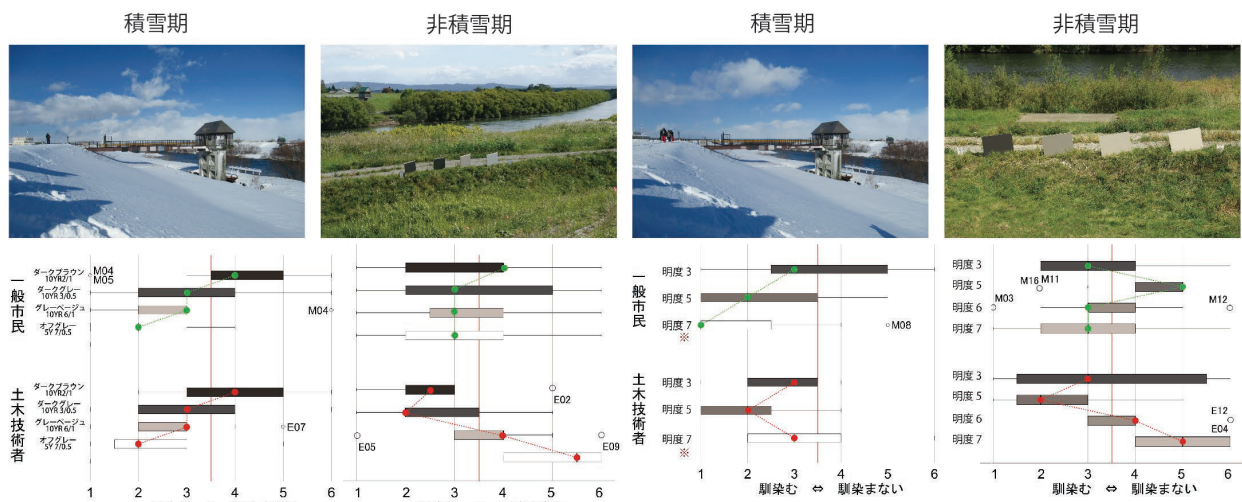 積雪期
非積雪期
積雪期
非積雪期
一般市民
ダークブラウン
10YR2/1
ダークグレー
10YR 3/0.5
グレーベージュ
10YR 6/1
オフグレー
5Y 7/0.5
M04
M05
M04
土木技術者
ダークブラウン
10YR2/1
ダークグレー
10YR 3/0.5
グレーベージュ
10YR 6/1
オフグレー
5Y 7/0.5
E07
E02
E05
E09
1 2 3 4 5 6
1 2 3 4 5 6
一般市民
明度 3
明度 5
明度 7
※
M08
明度 3
明度 5
明度 6
明度 7
M16
M11
M03
M12
土木技術者
明度 3
明度 5
明度 7
※
明度 3
明度 5
明度 6
明度 7
E12
E04
1 2 3 4 5 6
馴染む ⇔ 馴染まない
1 2 3 4 5 6
馴染む ⇔ 馴染まない